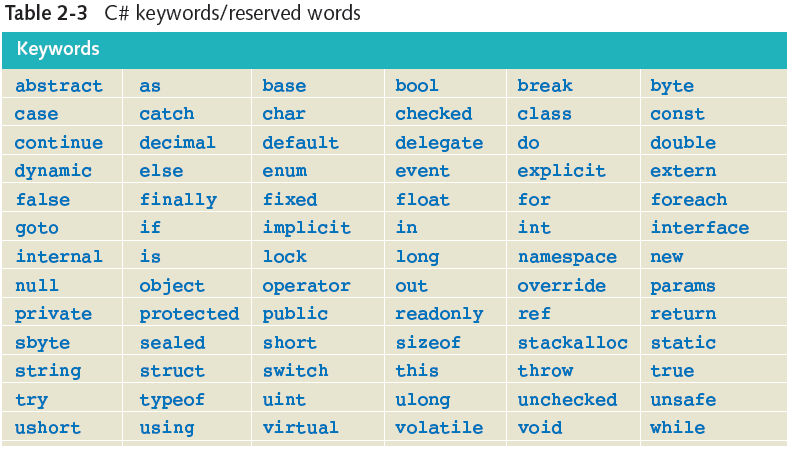 Table 2-3 C# keywords/reserved words
Keywords
abstract as base bool break byte
case catch char checked class const
continue decimal default delegate do double
dynamic else enum event explicit extern
false finally fixed float for foreach
goto if implicit in int interface
internal is lock long namespace new
null object operator out override params
private protected public readonly ref return
sbyte sealed short sizeof stackalloc static
string struct switch this throw true
try typeof uint ulong unchecked unsafe
ushort using virtual volatile void while